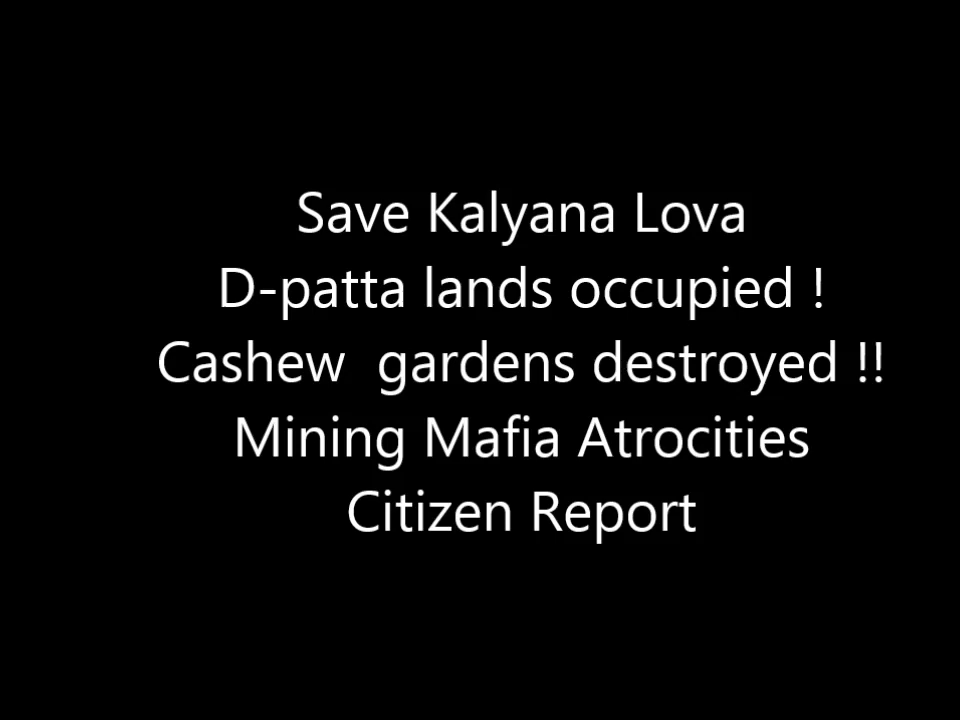 Save Kalyana Lova
D-patta lands occupied !
Cashew  gardens destroyed !!
Mining Mafia Atrocities
Citizen Report